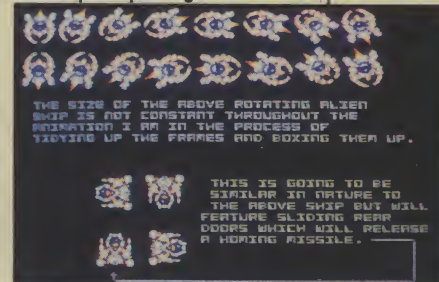 THE SIZE OF THE ABOVE ROTATING ALIEN
SHIP IS NOT CONSTANT THROUGHOUT THE
ANIMATION I AM IN THE PROCESS OF
TIDYING UP THE FRAMES AND BOXING THEM UP.
THIS IS GOING TO BE
SIMILAR IN NATURE TO
THE ABOVE SHIP BUT WILL
FEATURE SLIDING REAR
DOORS WHICH WILL RELEASE
A HOMING MISSILE.